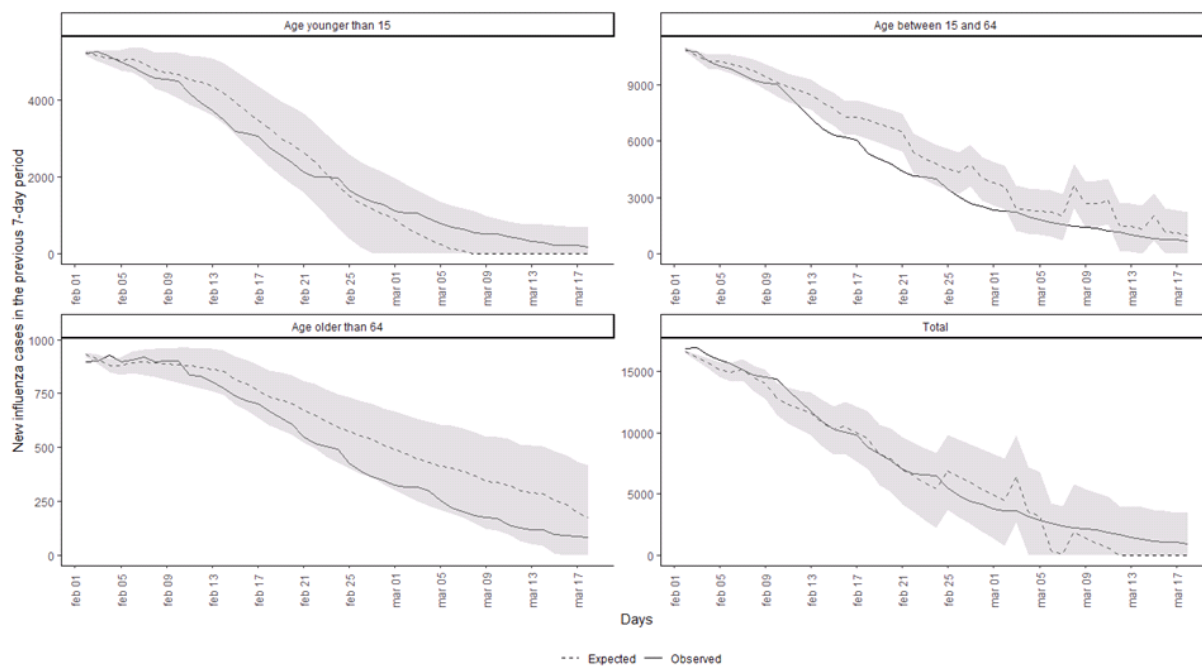 Age younger than 15
Age between 15 and 64
4000
2000
0
9000
6000
3000
0
feb 01
feb 05
feb 09
feb 13
feb 17
feb 21
feb 25
mar 01
mar 05
mar 09
mar 13
mar 17
feb 01
feb 05
feb 09
feb 13
feb 17
feb 21
feb 25
mar 01
mar 05
mar 09
mar 13
mar 17
New influenza cases in the previous 7-day period
Age older than 64
Total
1000
750
500
250
0
15000
10000
5000
0
feb 01
feb 05
feb 09
feb 13
feb 17
feb 21
feb 25
mar 01
mar 05
mar 09
mar 13
mar 17
feb 01
feb 05
feb 09
feb 13
feb 17
feb 21
feb 25
mar 01
mar 05
mar 09
mar 13
mar 17
Days
Expected
Observed